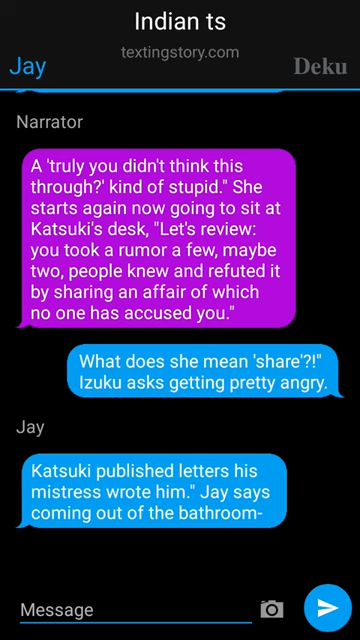 Indian ts
textingstory.com
Jay
Deku
Narrator
A 'truly you didn't think this
through?' kind of stupid." She
starts again now going to sit at
Katsuki's desk, "Let's review:
you took a rumor a few, maybe
two, people knew and refuted it
by sharing an affair of which
no one has accused you."
What does she mean 'share'?!"
Izuku asks getting pretty angry.
Jay
Katsuki published letters his
mistress wrote him." Jay says
coming out of the bathroom-
Message